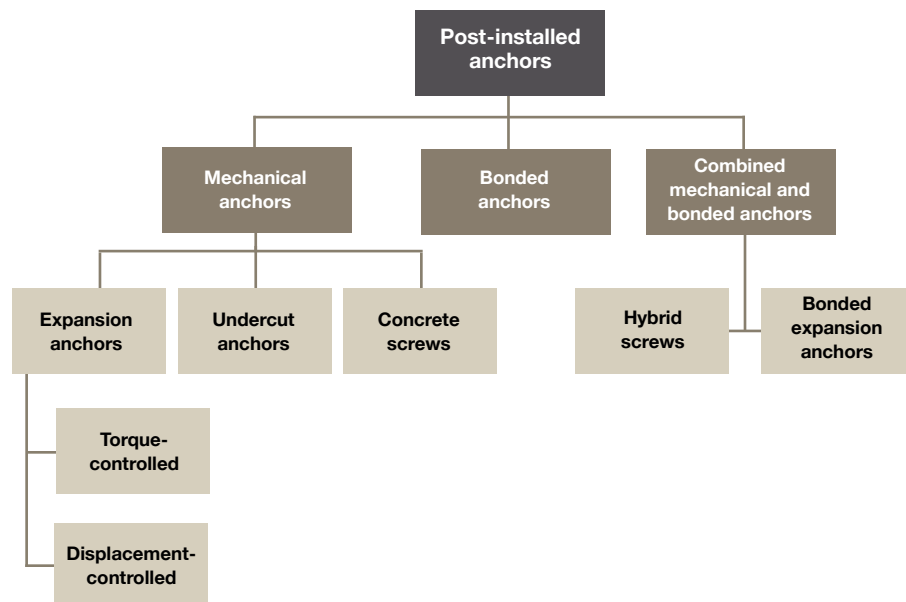 Post-installed
anchors
Mechanical
anchors
Bonded
anchors
Combined
mechanical and
bonded anchors
Expansion
anchors
Undercut
anchors
Concrete
screws
Hybrid
screws
Bonded
expansion
anchors
Torque-
controlled
Displacement-
controlled